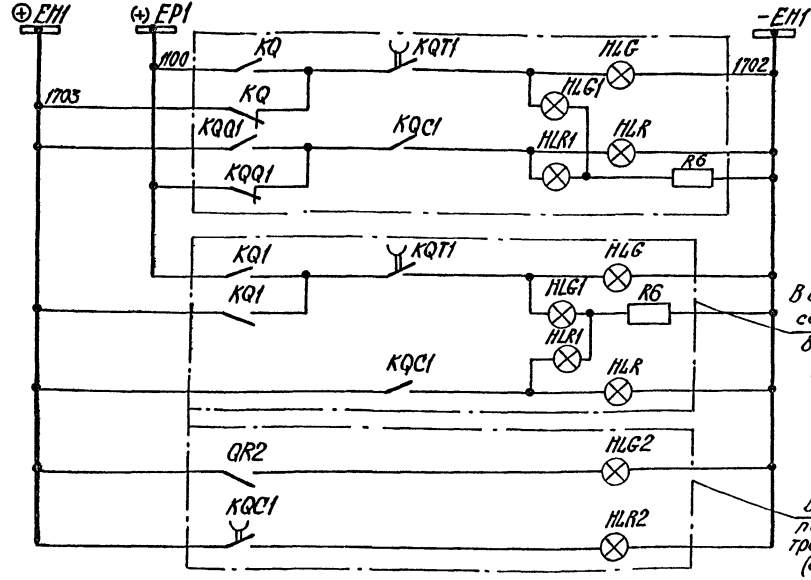 ⊕ EH1
(+) EP1
-EH1
1100
KQ
KQT1
HLG
1702
1703
KQ
HLG1
KQQ1
KQC1
HLR1
HLR
R6
KQQ1
KQ1
KQT1
HLG
KQ1
HLG1
R6
HLR1
KQC1
HLR
QR2
HLG2
KQC1
HLR2